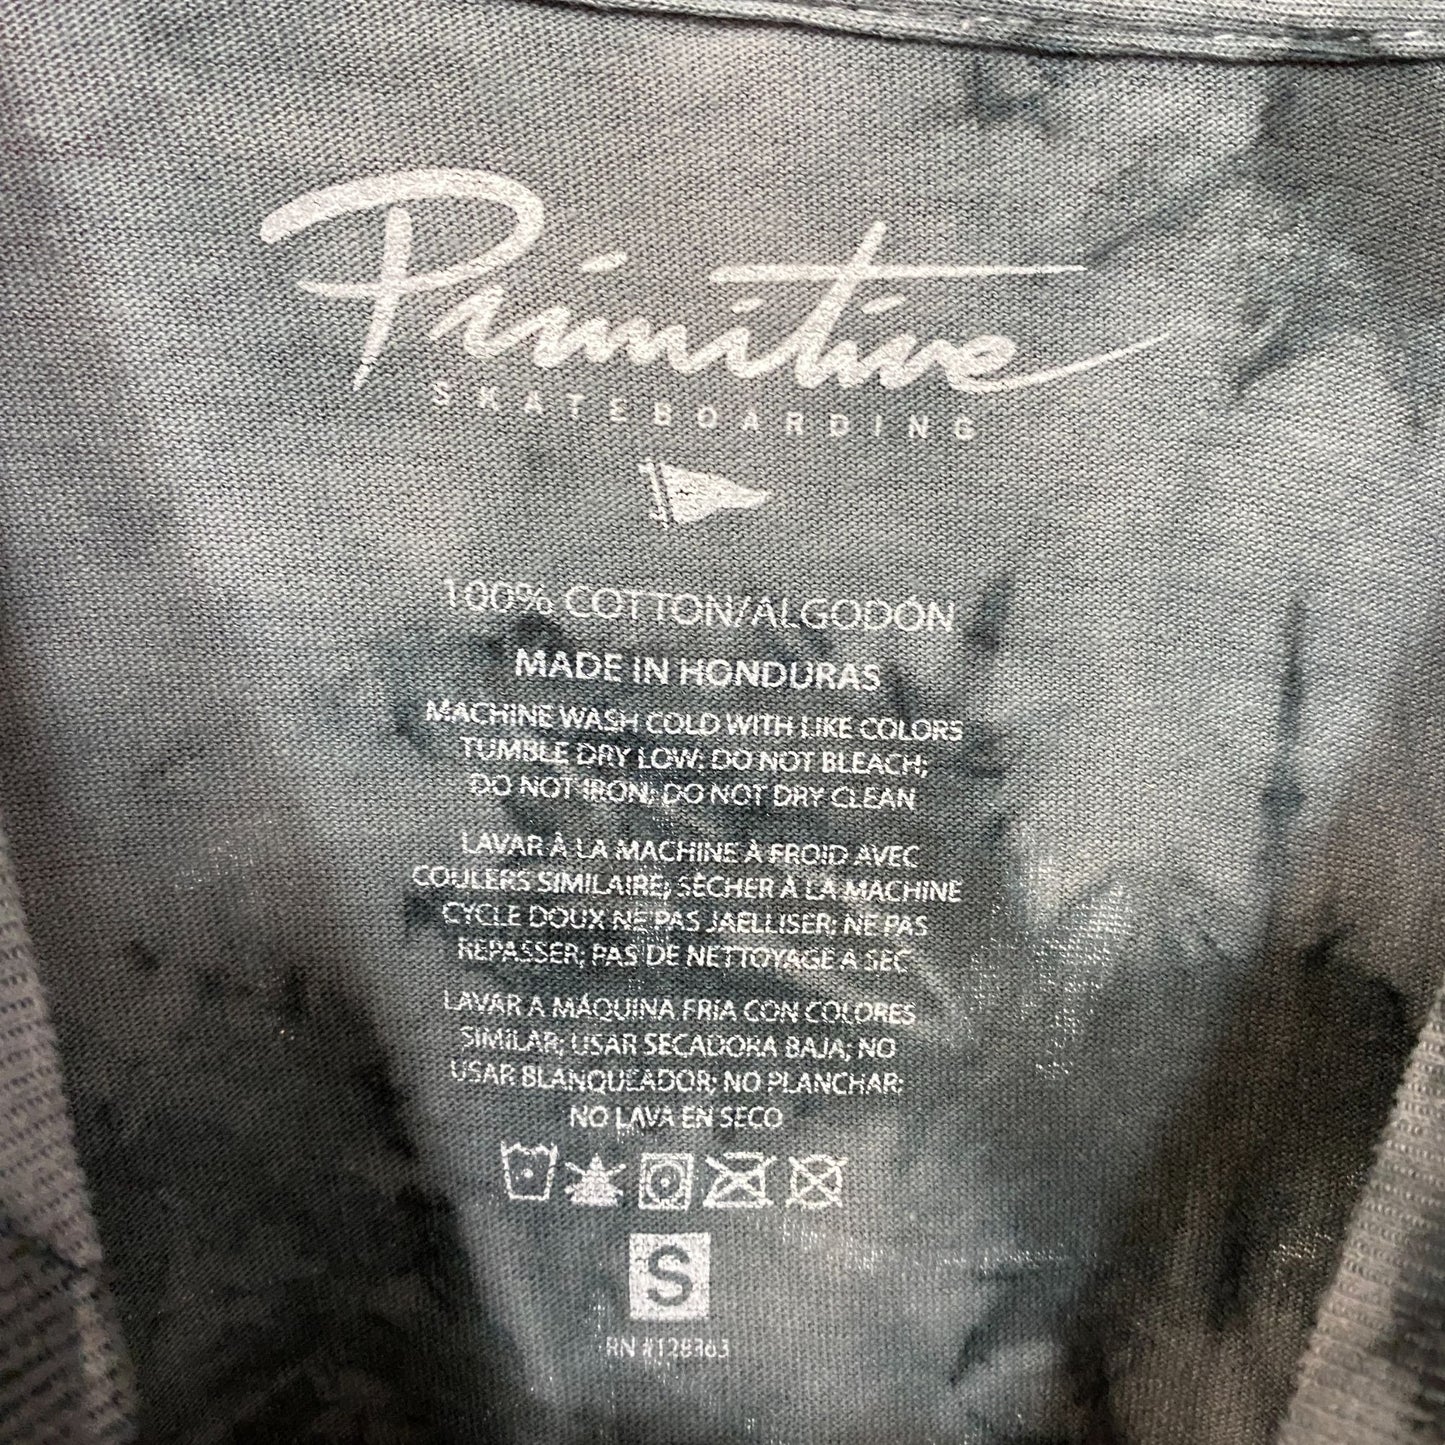 Primitive
SKATEBOARDING
100% COTTON/ALGODÓN
MADE IN HONDURAS
MACHINE WASH COLD WITH LIKE COLORS
TUMBLE DRY LOW; DO NOT BLEACH;
DO NOT IRON; DO NOT DRY CLEAN
LAVAR À LA MACHINE À FROID AVEC
COULERS SIMILAIRE; SÉCHER À LA MACHINE
CYCLE DOUX NE PAS JAELLISER; NE PAS
REPASSER; PAS DE NETTOYAGE A SEC
LAVAR A MÁQUINA FRIA CON COLORES
SIMILAR; USAR SECADORA BAJA; NO
USAR BLANQUEADOR; NO PLANCHAR;
NO LAVA EN SECO
S
RN #128363